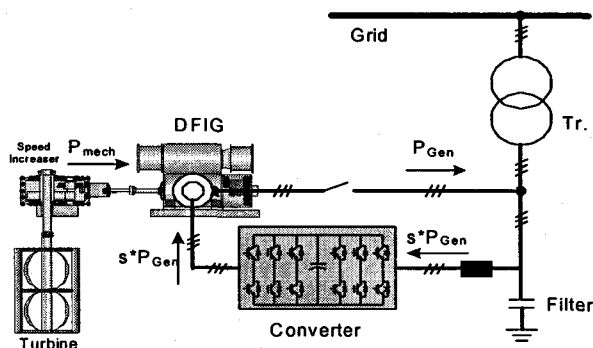 Grid
DFIG
Speed
Increaser
Pmech
PGen
Tr.
s*PGen
s*PGen
Filter
Converter
Turbine